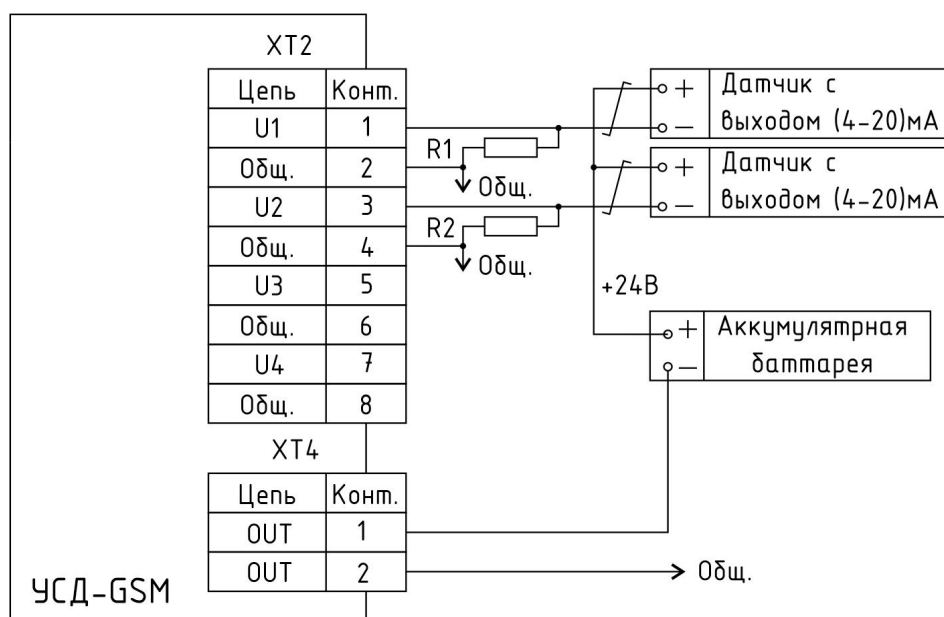 XT2
Цепь Конт.
U1 1
Общ. 2
U2 3
Общ. 4
U3 5
Общ. 6
U4 7
Общ. 8
R1
Общ.
R2
Общ.
+ Датчик с
– выходом (4-20)мА
+ Датчик с
– выходом (4-20)мА
+24В
+ Аккумулятрная
– баттарея
XT4
Цепь Конт.
OUT 1
OUT 2
Общ.
УСД-GSM